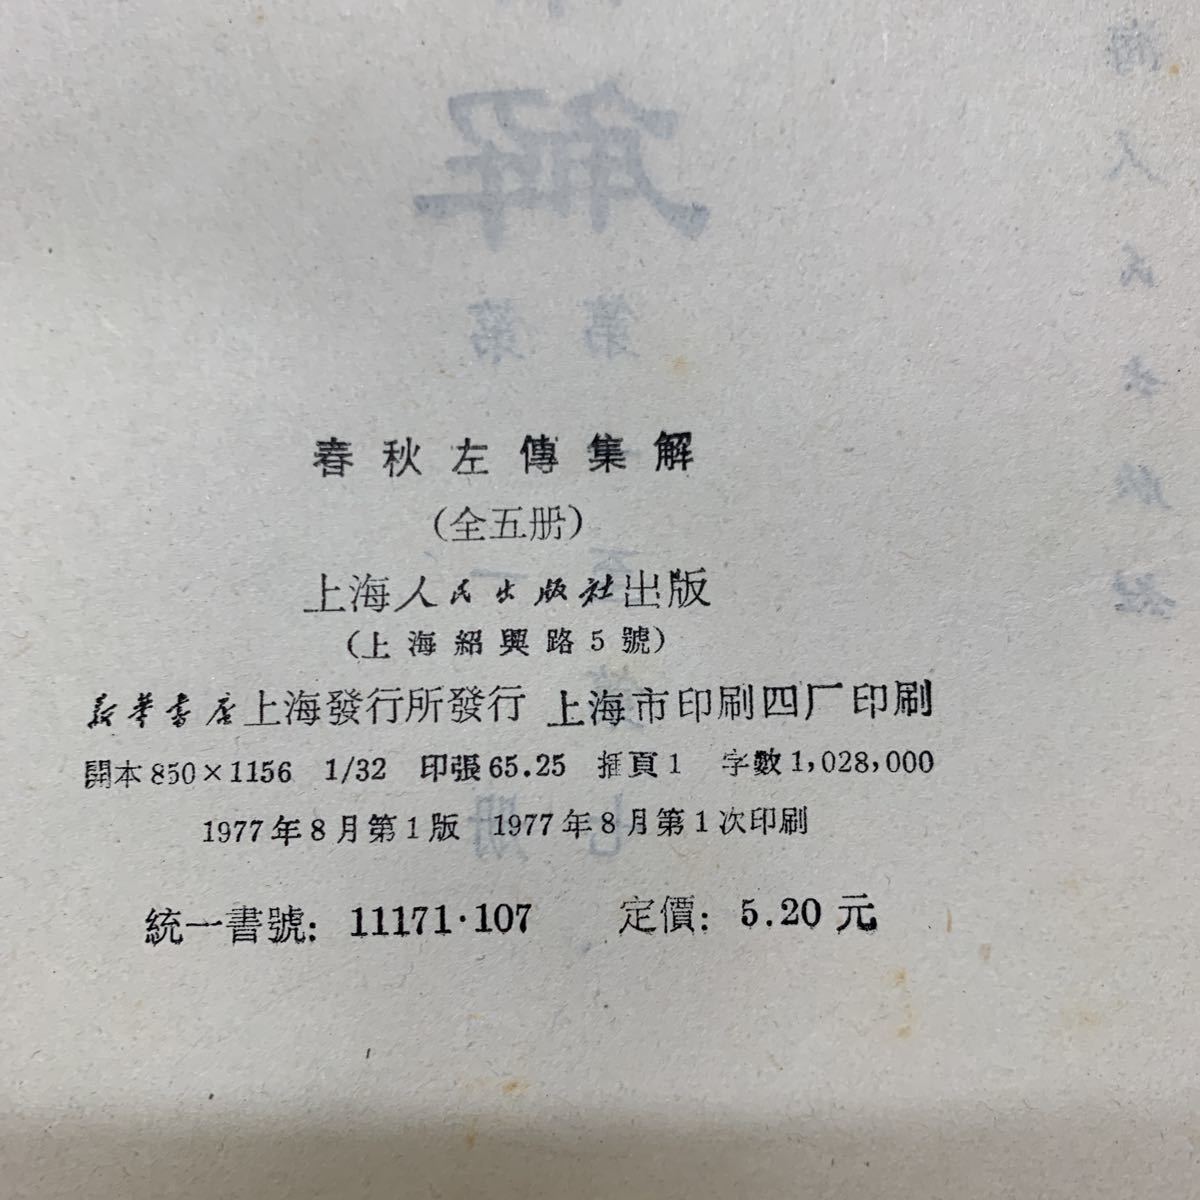 春秋左傳集解
(全五册)
上海人民出版社出版
(上海紹興路5號)
新華書店上海發行所發行 上海市印刷四厂印刷
開本850×1156 1/32 印張65.25 插頁1 字數1,028,000
1977年8月第1版 1977年8月第1次印刷
統一書號: 11171·107 定價: 5.20元